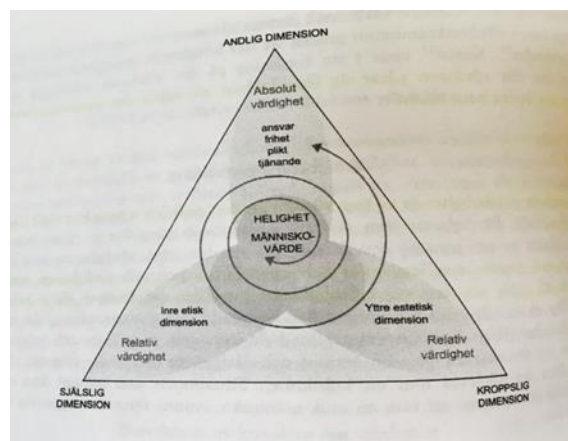 ANDLIG DIMENSION
Absolut
värdighet
ansvar
frihet
plikt
tjänande
HELIGHET
MÄNNISKO-
VÄRDE
Inre etisk
dimension
Yttre estetisk
dimension
Relativ
värdighet
Relativ
värdighet
SJÄLSLIG
DIMENSION
KROPPSLIG
DIMENSION